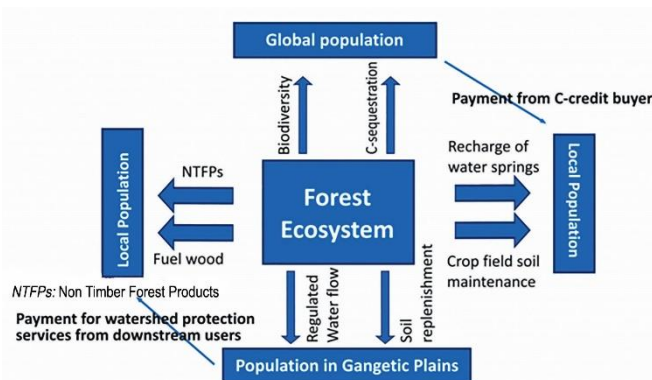 Global population
Biodiversity
C-sequestration
Payment from C-credit buyer
Local Population
NTFPs
Fuel wood
Forest
Ecosystem
Recharge of
water springs
Crop field soil
maintenance
Local Population
NTFPs: Non Timber Forest Products
Payment for watershed protection
services from downstream users
Regulated
Water flow
Soil
replenishment
Population in Gangetic Plains